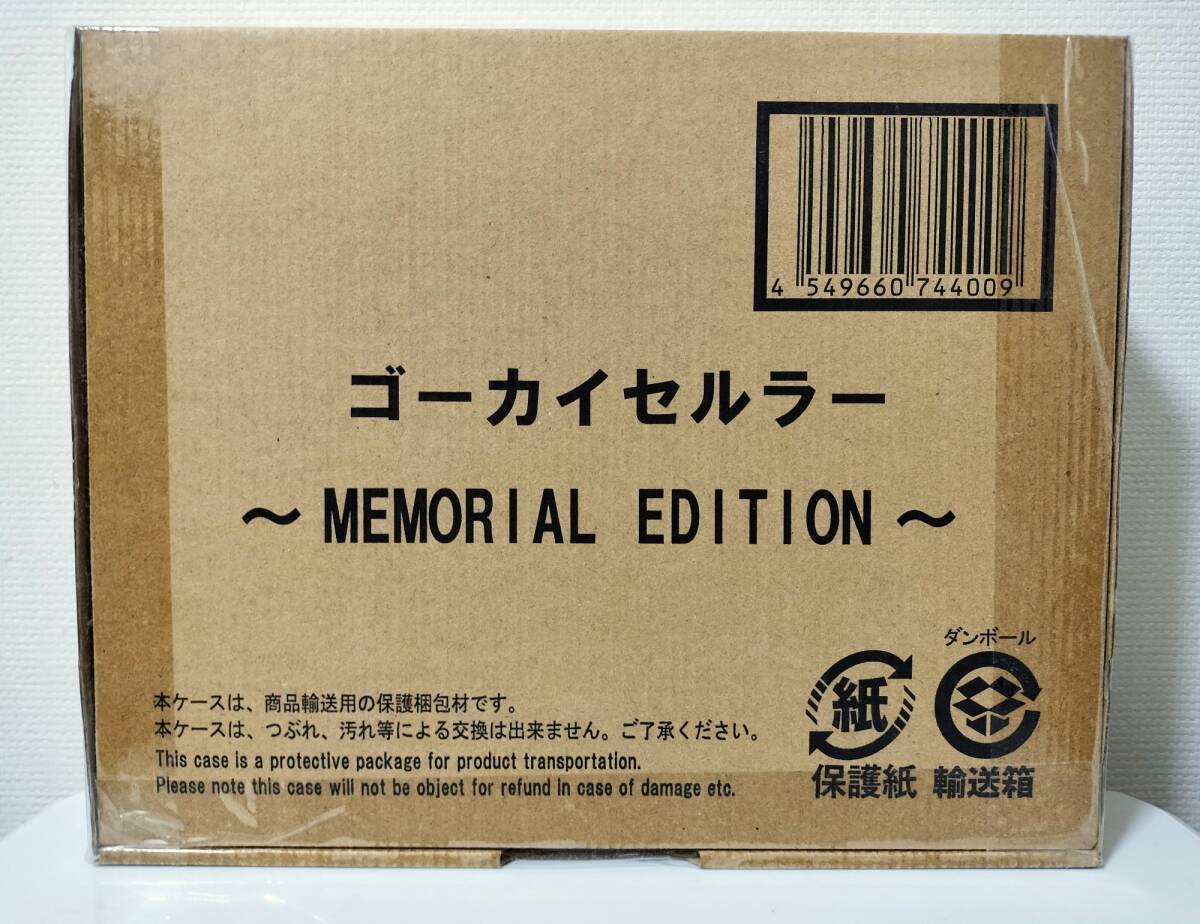 4 549660 744009
ゴーカイセルラー
～ MEMORIAL EDITION ～
本ケースは、商品輸送用の保護梱包材です。
本ケースは、つぶれ、汚れ等による交換は出来ません。ご了承ください。
This case is a protective package for product transportation.
Please note this case will not be object for refund in case of damage etc.
紙
保護紙
ダンボール
輸送箱